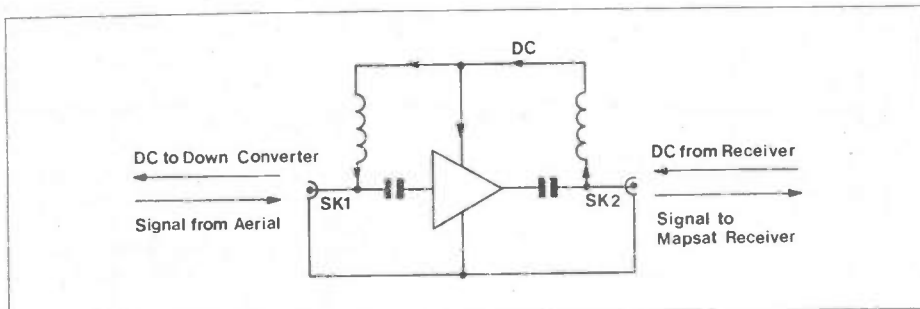 DC
DC to Down Converter
SK1
Signal from Aerial
DC from Receiver
SK2
Signal to
Mapsat Receiver